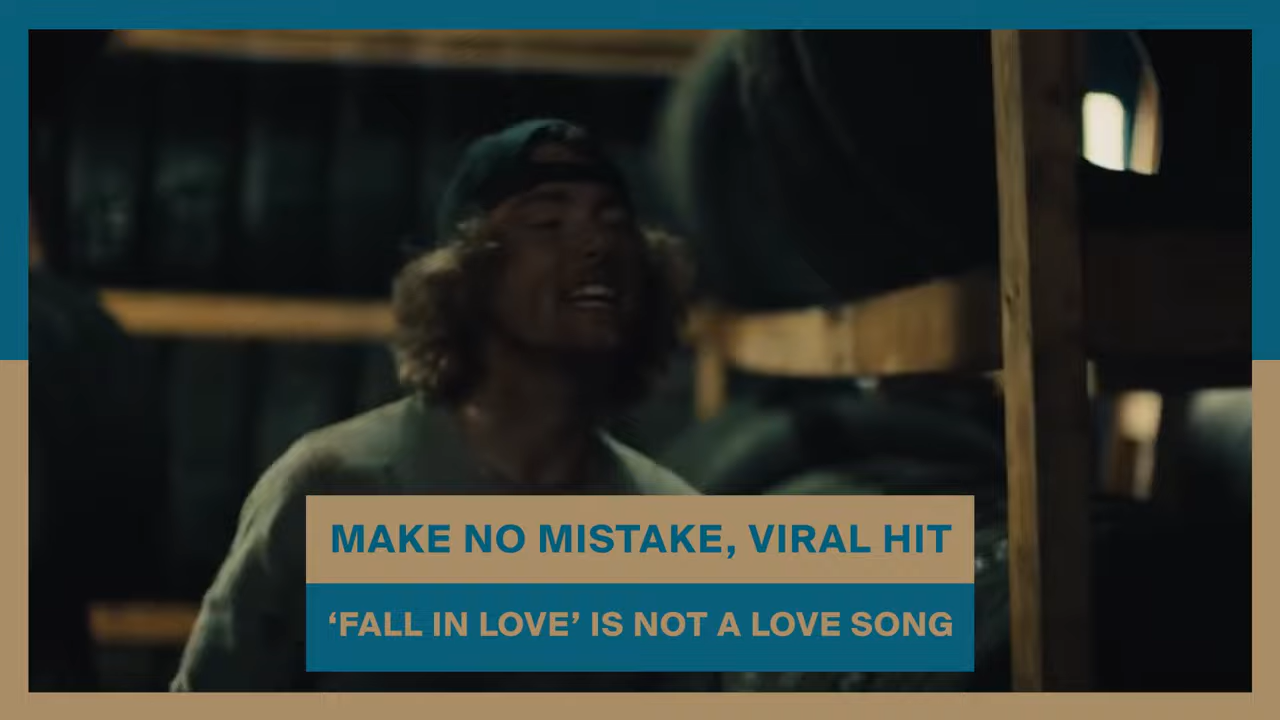 MAKE NO MISTAKE, VIRAL HIT
‘FALL IN LOVE’ IS NOT A LOVE SONG